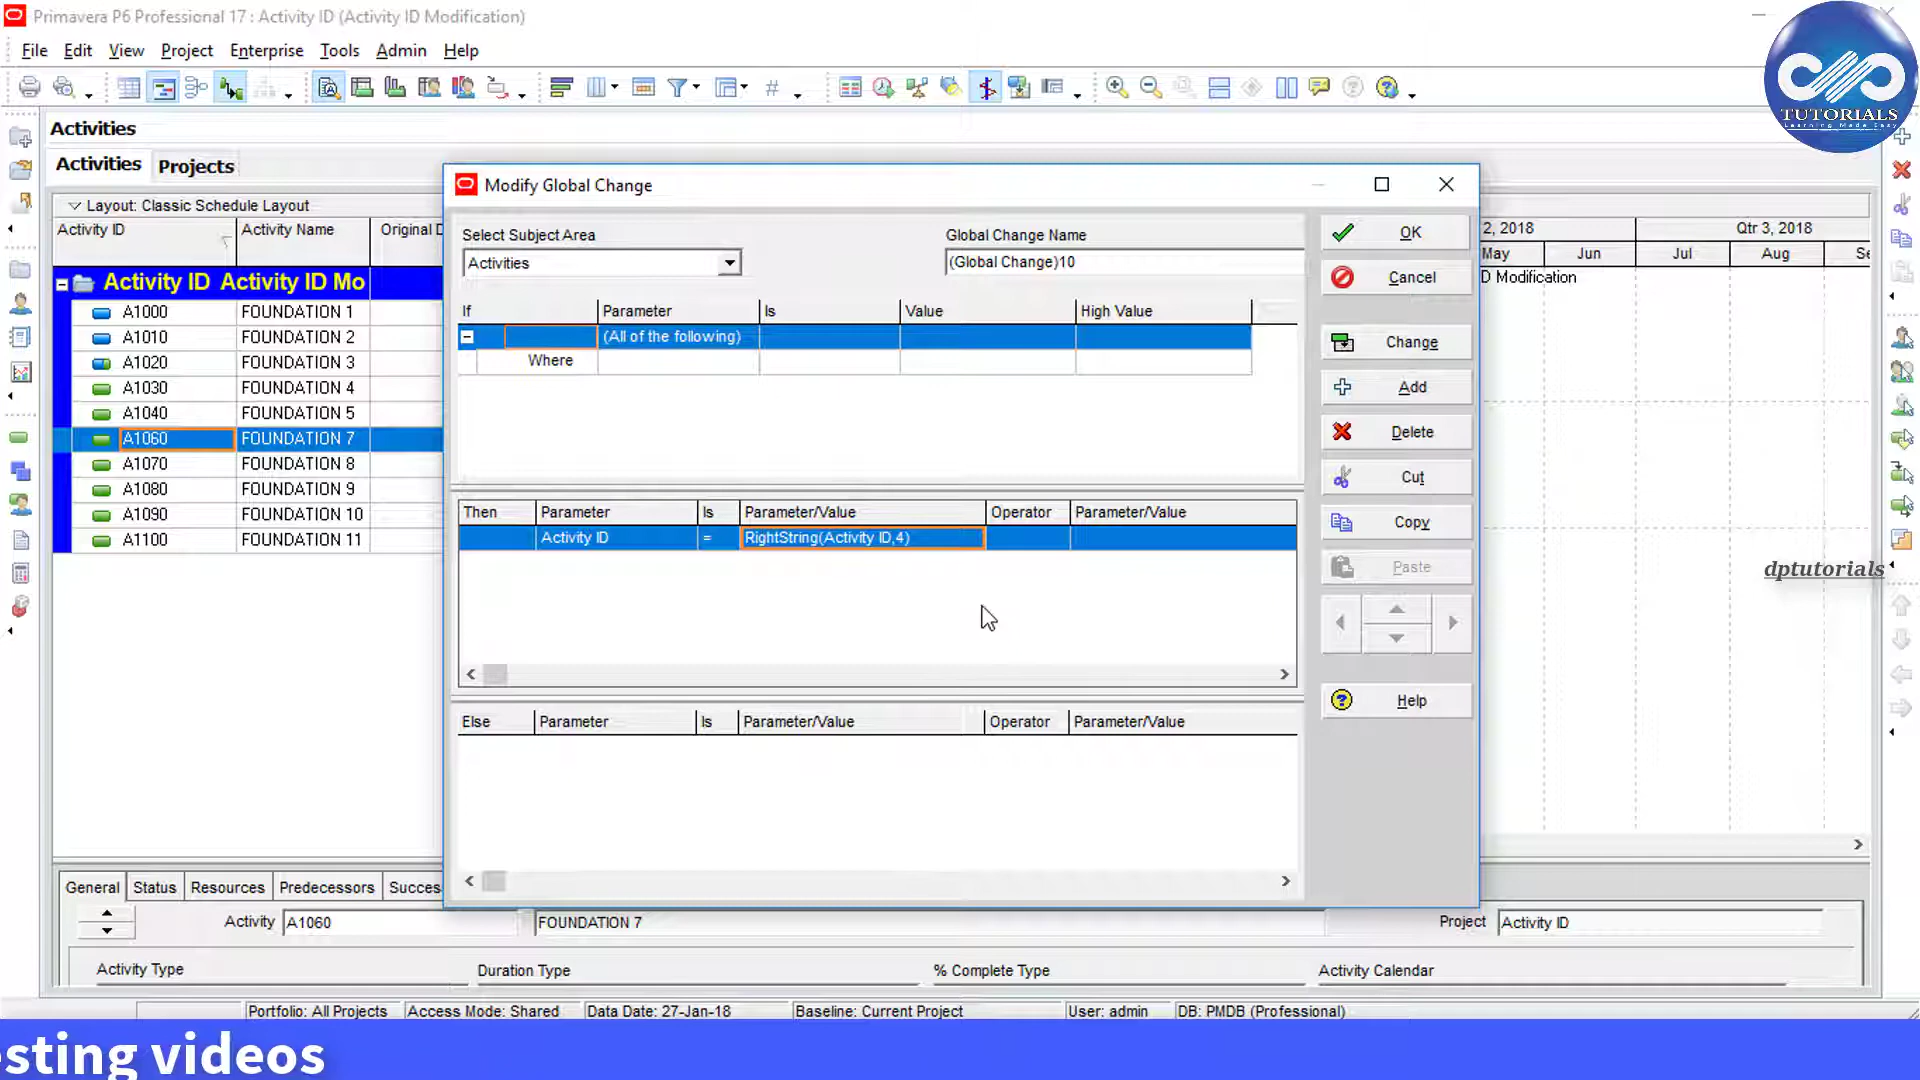 Primavera P6 Professional 17 : Activity ID (Activity ID Modification)
File Edit View Project Enterprise Tools Admin Help
TUTORIALS
Learning Made Easy
Activities
Activities Projects
Layout: Classic Schedule Layout
Activity ID Activity Name Original D
Activity ID Activity ID Mo
A1000 FOUNDATION 1
A1010 FOUNDATION 2
A1020 FOUNDATION 3
A1030 FOUNDATION 4
A1040 FOUNDATION 5
A1060 FOUNDATION 7
A1070 FOUNDATION 8
A1080 FOUNDATION 9
A1090 FOUNDATION 10
A1100 FOUNDATION 11
Modify Global Change
Select Subject Area
Activities
Global Change Name
(Global Change)10
If Parameter Is Value High Value
(All of the following)
Where
Then Parameter Is Parameter/Value Operator Parameter/Value
Activity ID = RightString(Activity ID,4)
Else Parameter Is Parameter/Value Operator Parameter/Value
OK
Cancel
Change
Add
Delete
Cut
Copy
Paste
Help
2, 2018 Qtr 3, 2018
May Jun Jul Aug Se
D Modification
dptutorials
General Status Resources Predecessors Succes
Activity A1060 FOUNDATION 7 Project Activity ID
Activity Type Duration Type % Complete Type Activity Calendar
Portfolio: All Projects Access Mode: Shared Data Date: 27-Jan-18 Baseline: Current Project User: admin DB: PMDB (Professional)
esting videos